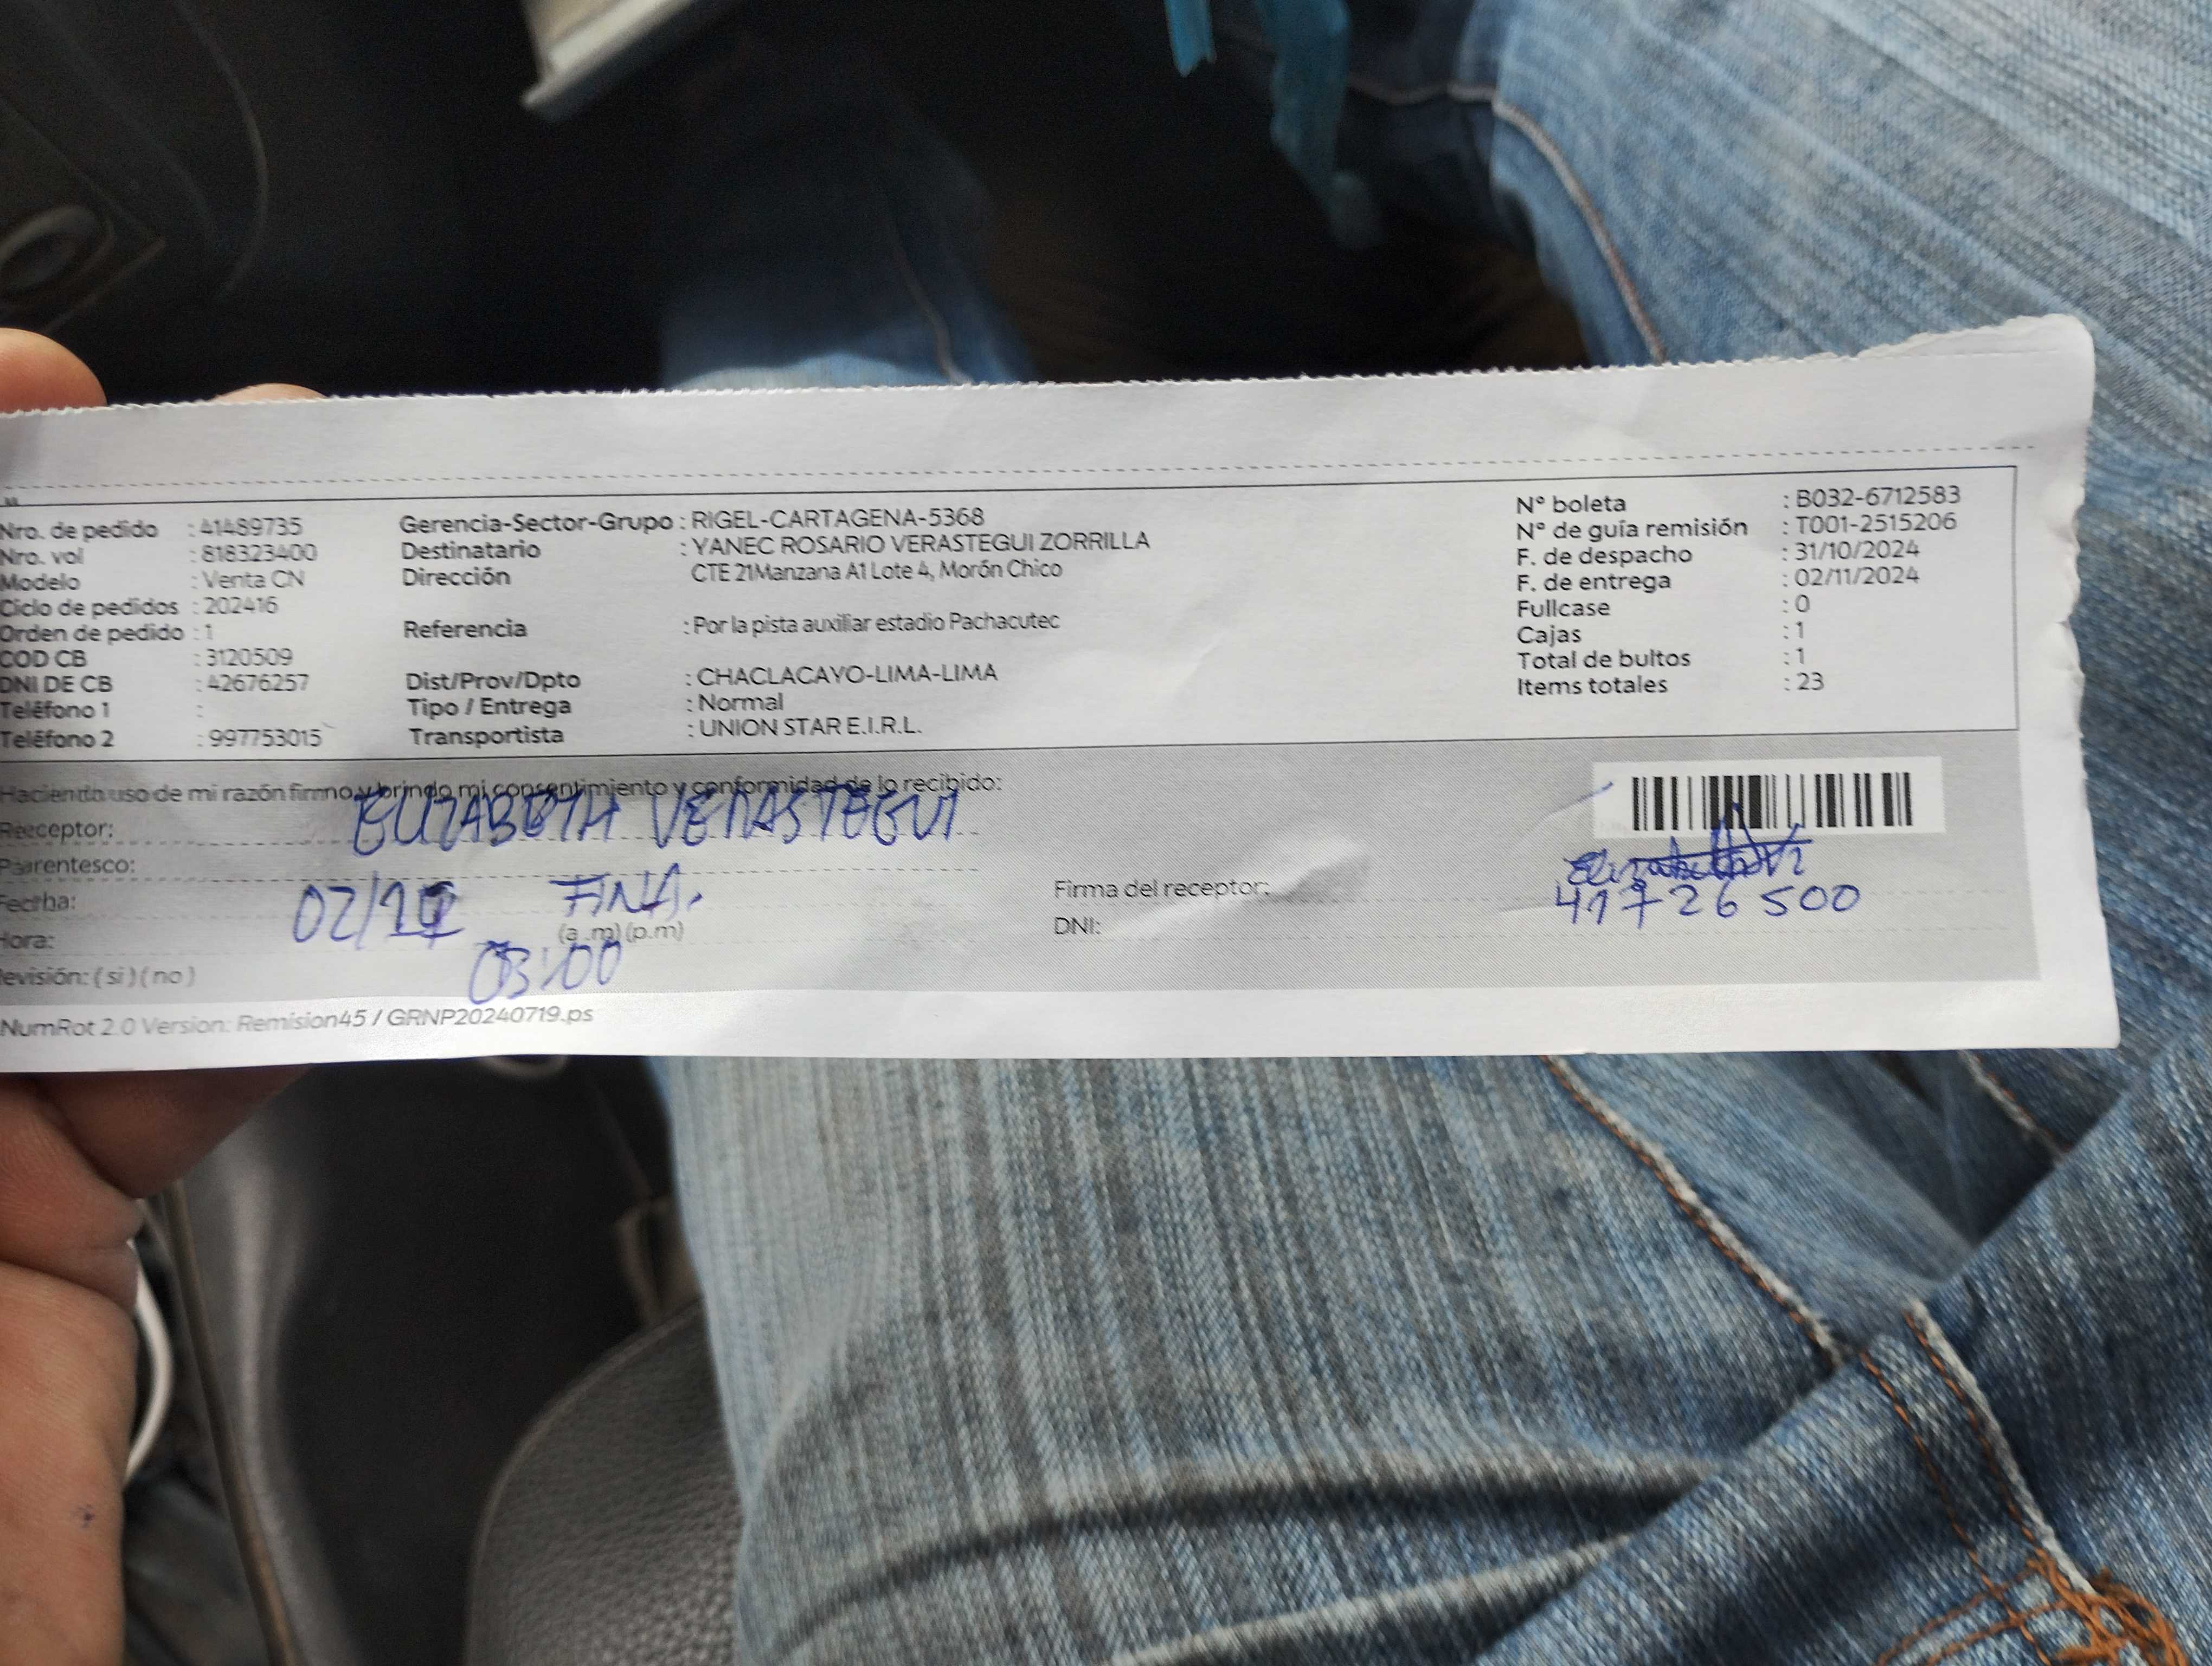 Nro. de pedido : 41489735
Nro. vol : 818323400
Modelo : Venta CN
Ciclo de pedidos : 202416
Orden de pedido : 1
COD CB : 3120509
DNI DE CB : 42676257
Teléfono 1 :
Teléfono 2 : 997753015
Gerencia-Sector-Grupo : RIGEL-CARTAGENA-5368
Destinatario : YANEC ROSARIO VERASTEGUI ZORRILLA
Dirección CTE 21Manzana A1 Lote 4, Morón Chico
Referencia : Por la pista auxiliar estadio Pachacutec
Dist/Prov/Dpto : CHACLACAYO-LIMA-LIMA
Tipo / Entrega : Normal
Transportista : UNION STAR E.I.R.L.
N° boleta : B032-6712583
N° de guía remisión : T001-2515206
F. de despacho : 31/10/2024
F. de entrega : 02/11/2024
Fullcase : 0
Cajas : 1
Total de bultos : 1
Items totales : 23
Haciendo uso de mi razón firmo y brindo mi consentimiento y conformidad de lo recibido:
Receptor: ELIZABETH VERASTEGUI
Parentesco:
Fecha: 02/11
Hora: (a .m) (p.m)
03:00
evisión: ( si ) ( no )
Firma del receptor:
DNI: 41726500
NumRot 2.0 Version: Remision45 / GRNP20240719.ps